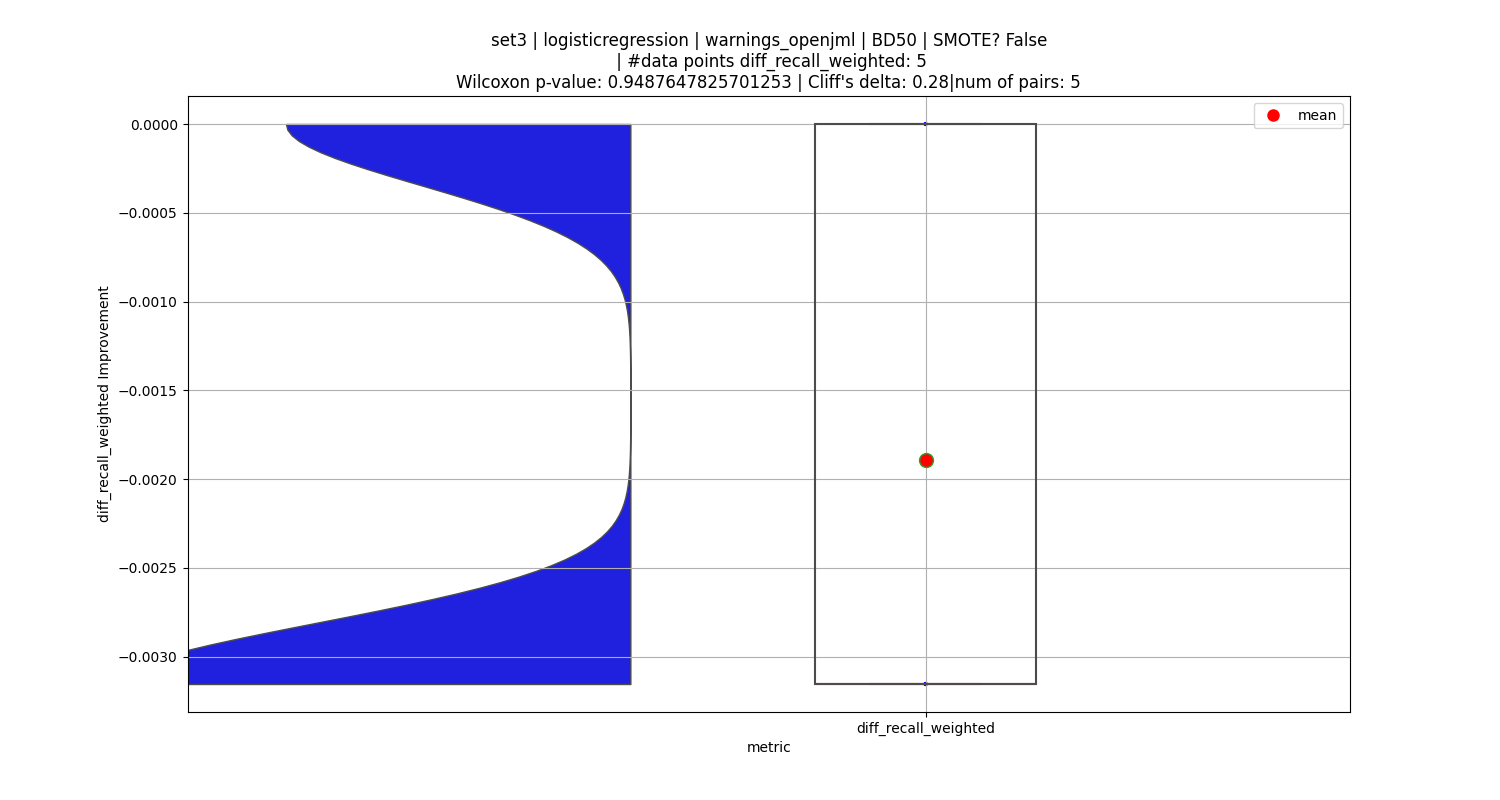 set3 | logisticregression | warnings_openjml | BD50 | SMOTE? False
| #data points diff_recall_weighted: 5
Wilcoxon p-value: 0.9487647825701253 | Cliff's delta: 0.28|num of pairs: 5
mean
0.0000
−0.0005
−0.0010
−0.0015
−0.0020
−0.0025
−0.0030
diff_recall_weighted Improvement
diff_recall_weighted
metric